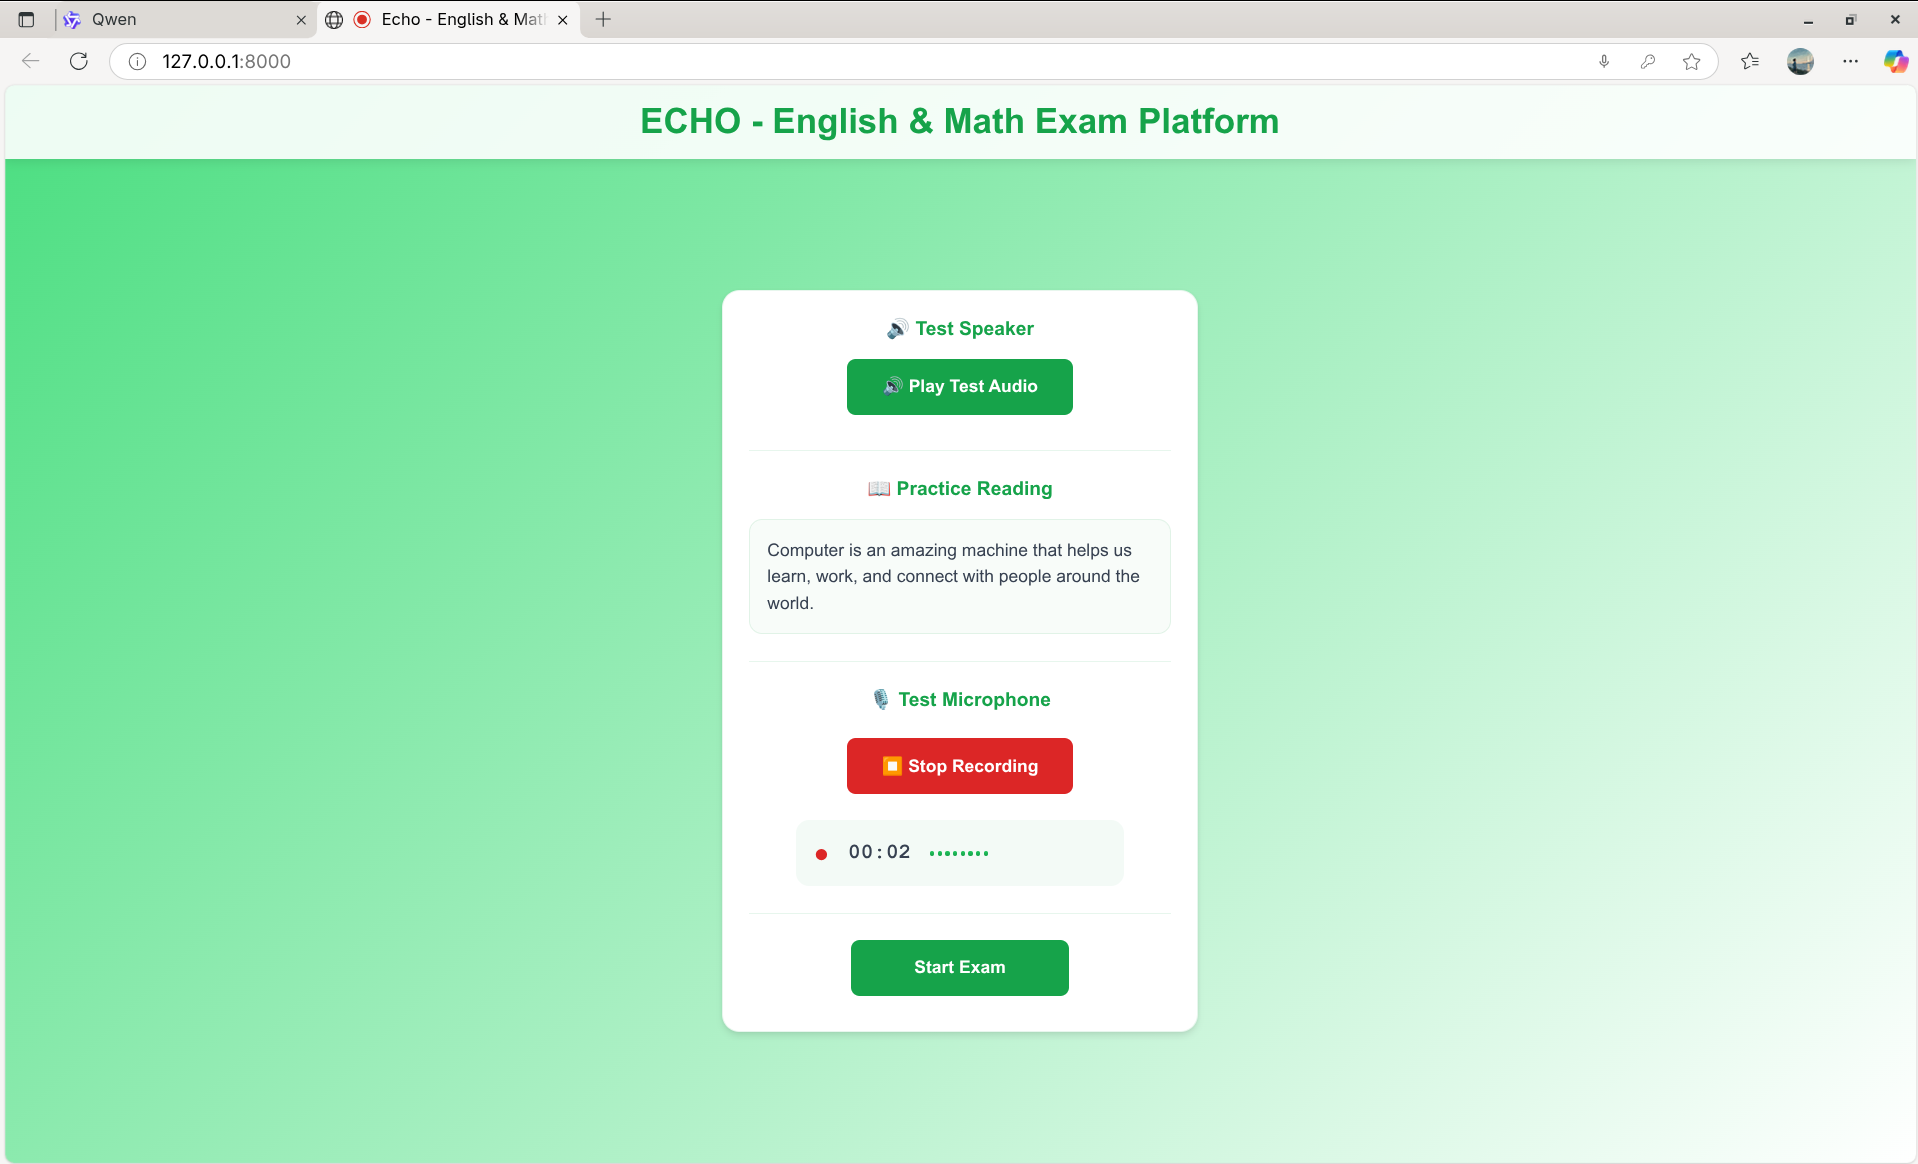 Qwen
Echo - English & Mat
127.0.0.1:8000
ECHO - English & Math Exam Platform
🔊 Test Speaker
🔊 Play Test Audio
📖 Practice Reading
Computer is an amazing machine that helps us
learn, work, and connect with people around the
world.
🎙️ Test Microphone
⏹️ Stop Recording
00:02
Start Exam